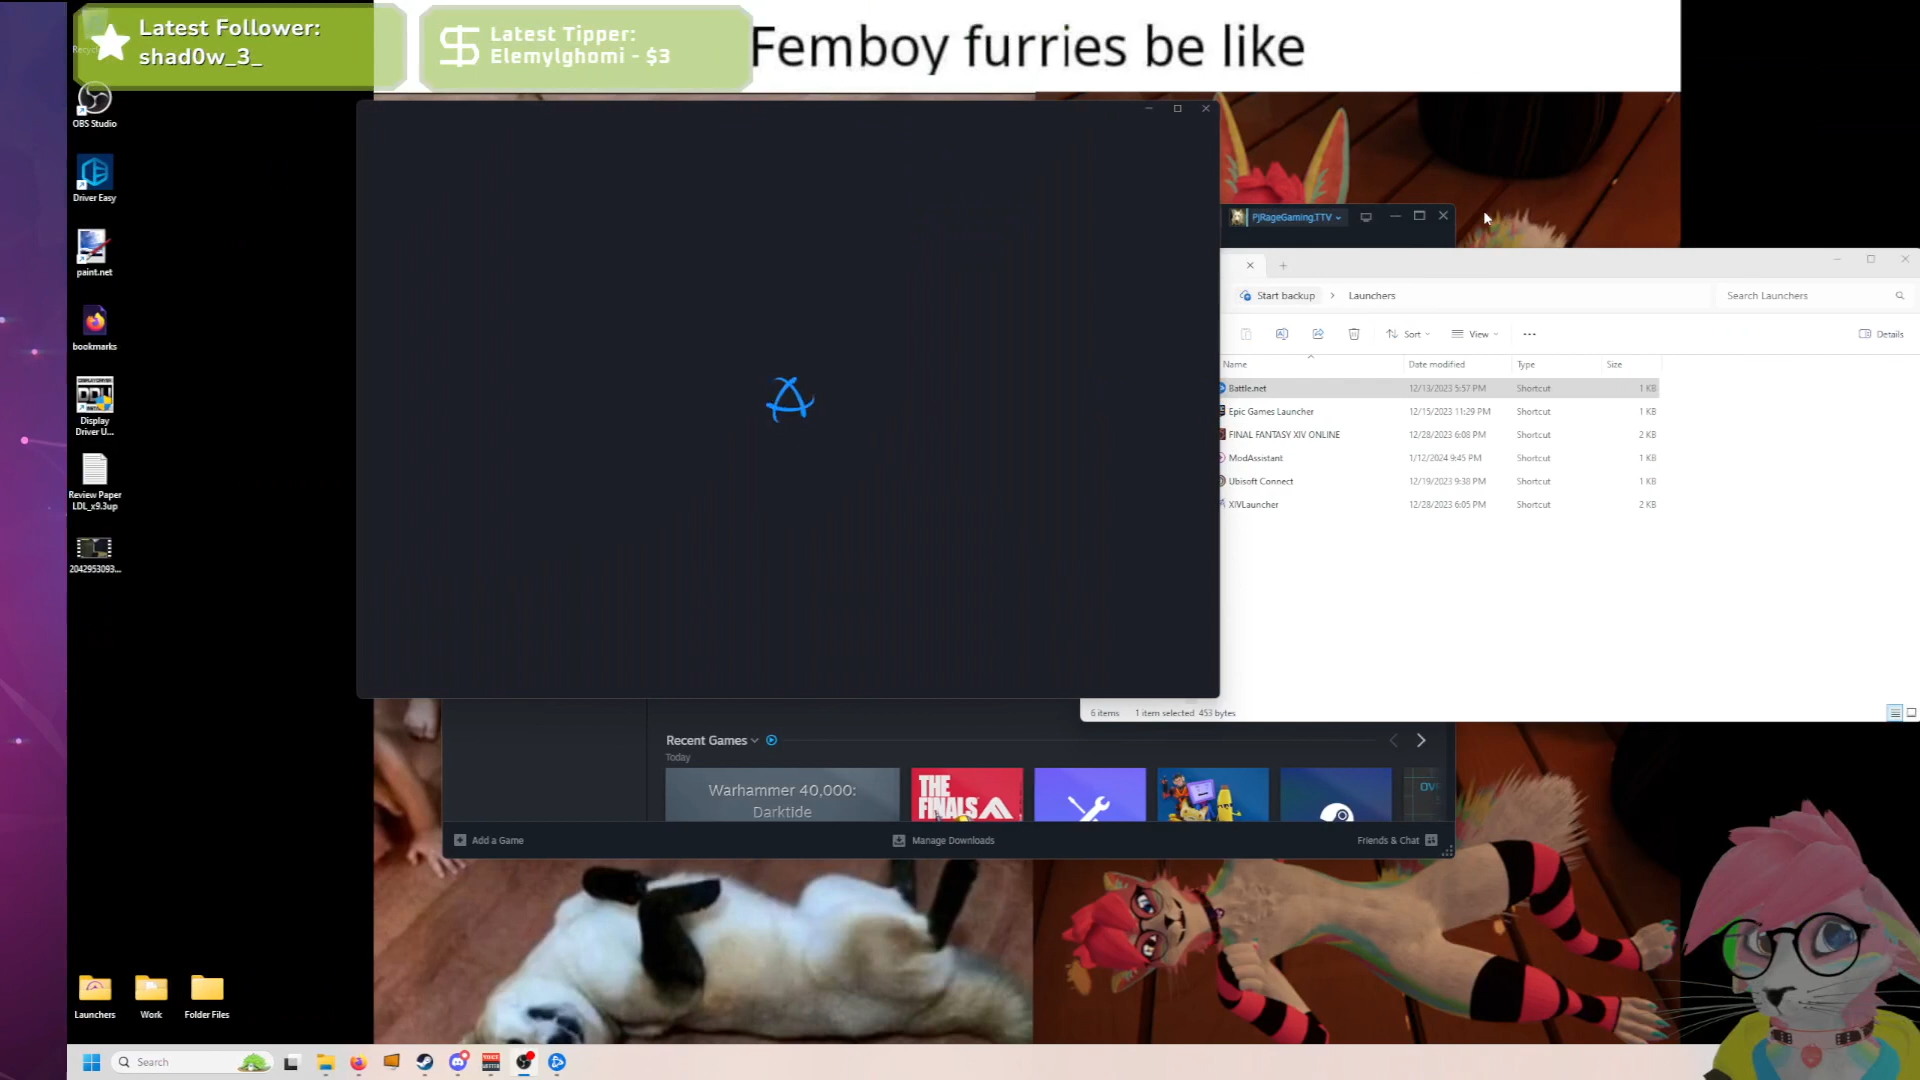 Latest Follower:
shad0w_3_
Latest Tipper:
Elemylghomi - $3
Femboy furries be like
OBS Studio
Driver Easy
paint.net
bookmarks
DDU
Display
Driver U...
Review Paper
LDL_x9.3up
2042953093...
Launchers
Work
Folder Files
PJRageGaming.TTV
Start backup
Launchers
Search Launchers
Sort
View
Details
Name
Date modified
Type
Size
Battle.net
12/13/2023 5:57 PM
Shortcut
1 KB
Epic Games Launcher
12/15/2023 11:29 PM
Shortcut
1 KB
FINAL FANTASY XIV ONLINE
12/28/2023 6:08 PM
Shortcut
2 KB
ModAssistant
1/12/2024 9:45 PM
Shortcut
1 KB
Ubisoft Connect
12/19/2023 9:38 PM
Shortcut
1 KB
XIVLauncher
12/28/2023 6:05 PM
Shortcut
2 KB
6 items
1 item selected 453 bytes
Recent Games
Today
Warhammer 40,000:
Darktide
THE
FINALS
OV
Add a Game
Manage Downloads
Friends & Chat
Search